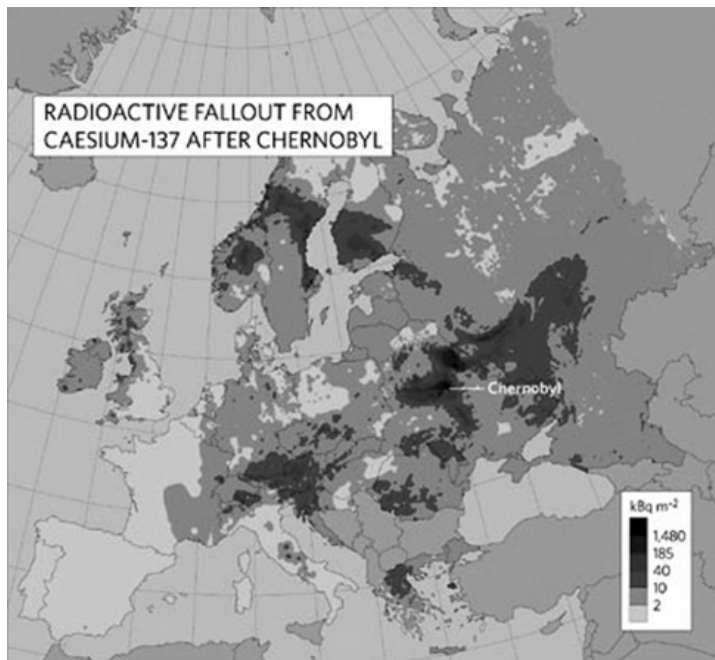 RADIOACTIVE FALLOUT FROM
CAESIUM-137 AFTER CHERNOBYL
Chernobyl
kBq m⁻²
1,480
185
40
10
2